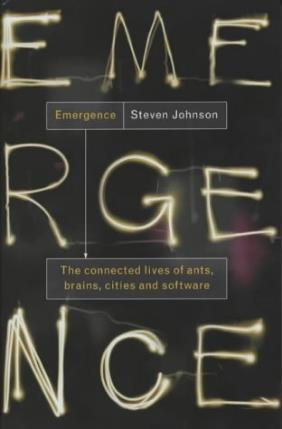 EME
Emergence Steven Johnson
RGE
The connected lives of ants,
brains, cities and software
NCE